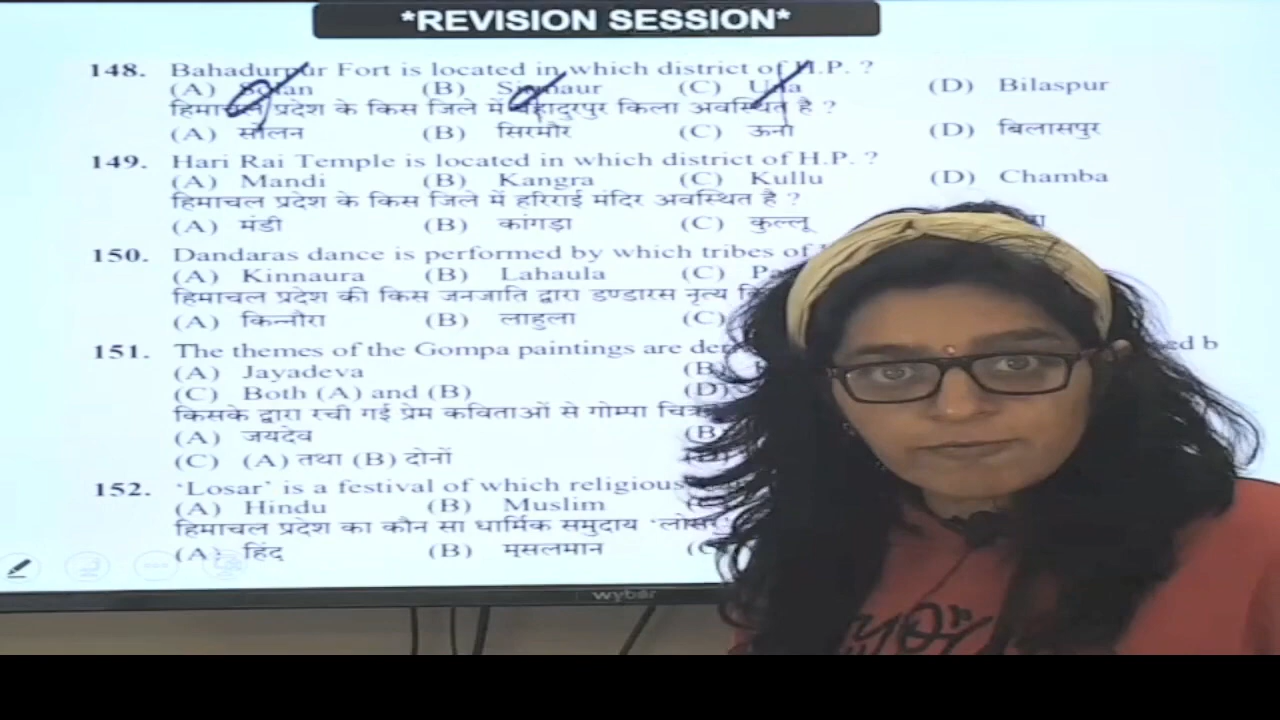 *REVISION SESSION*
148. Bahadurpur Fort is located in which district of H.P. ?
(A) Solan (B) Sirmaur (C) Una (D) Bilaspur
हिमाचल प्रदेश के किस जिले में बहादुरपुर किला अवस्थित है ?
(A) सोलन (B) सिरमौर (C) ऊना (D) बिलासपुर
149. Hari Rai Temple is located in which district of H.P. ?
(A) Mandi (B) Kangra (C) Kullu (D) Chamba
हिमाचल प्रदेश के किस जिले में हरिराई मंदिर अवस्थित है ?
(A) मंडी (B) कांगड़ा (C) कुल्लू
150. Dandaras dance is performed by which tribes of
(A) Kinnaura (B) Lahaula (C)
हिमाचल प्रदेश की किस जनजाति द्वारा डण्डारस नृत्य
(A) किन्नौरा (B) लाहुला (C)
151. The themes of the Gompa paintings are
(A) Jayadeva (B)
(C) Both (A) and (B) (D)
किसके द्वारा रची गई प्रेम कविताओं से गोम्पा
(A) जयदेव (B)
(C) (A) तथा (B) दोनों
152. 'Losar' is a festival of which religious
(A) Hindu (B) Muslim
हिमाचल प्रदेश का कौन सा धार्मिक समुदाय 'लोसर'
(A) हिंदू (B) मुसलमान
wybor